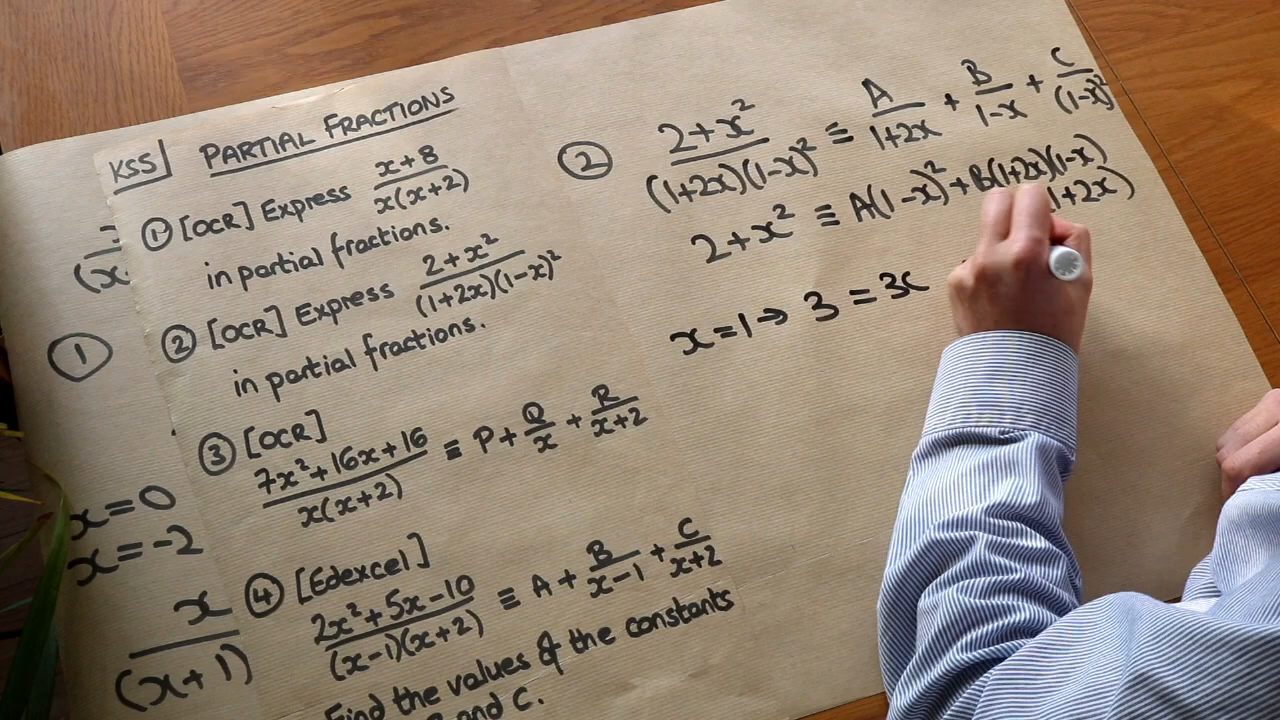 KS5 PARTIAL FRACTIONS
① [OCR] Express (x+8)/(x(x+2))
in partial fractions.
② [OCR] Express (2+x²)/((1+2x)(1-x)²)
in partial fractions.
③ [OCR]
(7x²+16x+16)/(x(x+2)) ≡ P + Q/x + R/(x+2)
④ [Edexcel]
(2x²+5x-10)/((x-1)(x+2)) ≡ A + B/(x-1) + C/(x+2)
Find the values of the constants
and C.
①
x=0
x=-2
x
(x+1)
② (2+x²)/((1+2x)(1-x)²) ≡ A/(1+2x) + B/(1-x) + C/(1-x)²
2+x² ≡ A(1-x)² + B(1+2x)(1-x)
1+2x)
x=1→ 3 = 3C